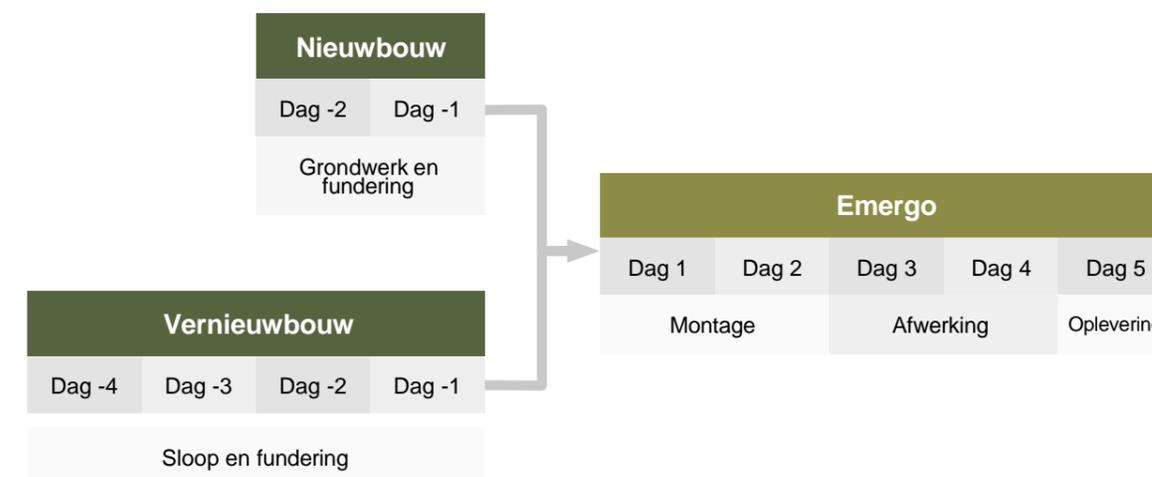 Nieuwbouw
Dag -2 Dag -1
Grondwerk en
fundering
Emergo
Dag 1 Dag 2 Dag 3 Dag 4 Dag 5
Montage Afwerking Oplevering
Vernieuwbouw
Dag -4 Dag -3 Dag -2 Dag -1
Sloop en fundering